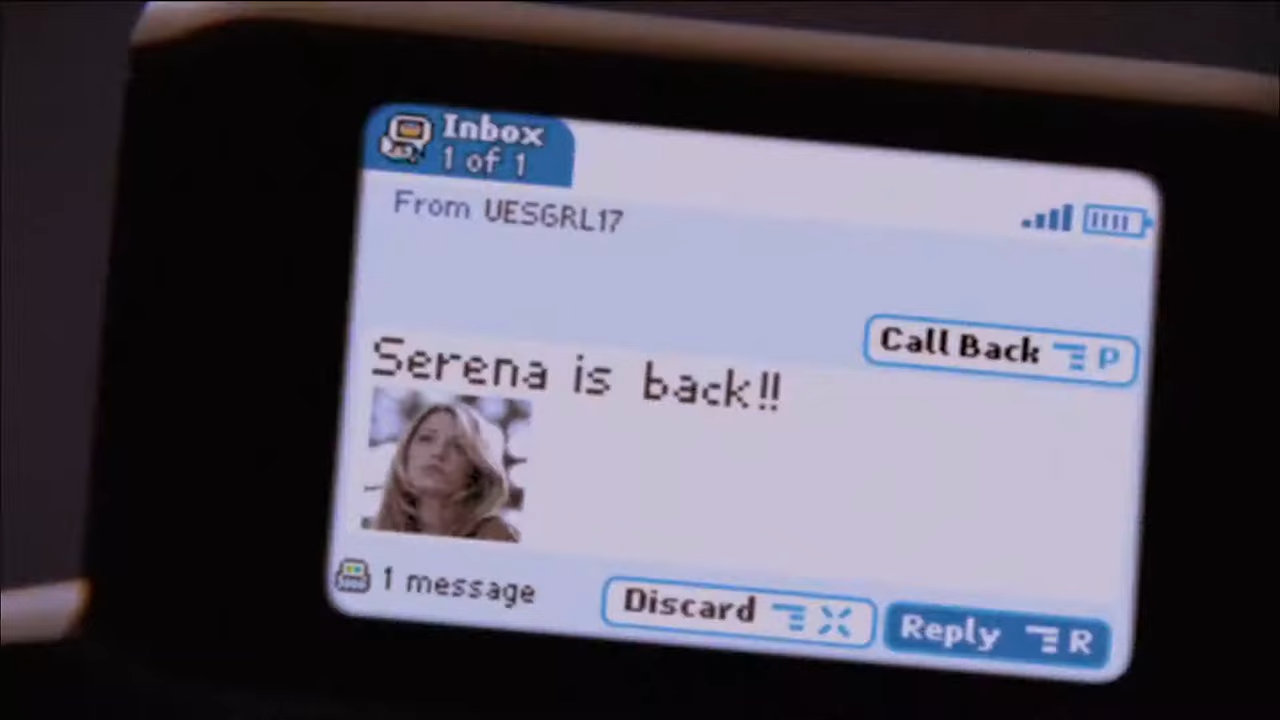 Inbox
1 of 1
From UESGRL17
Call Back P
Serena is back!!
1 message
Discard
Reply R